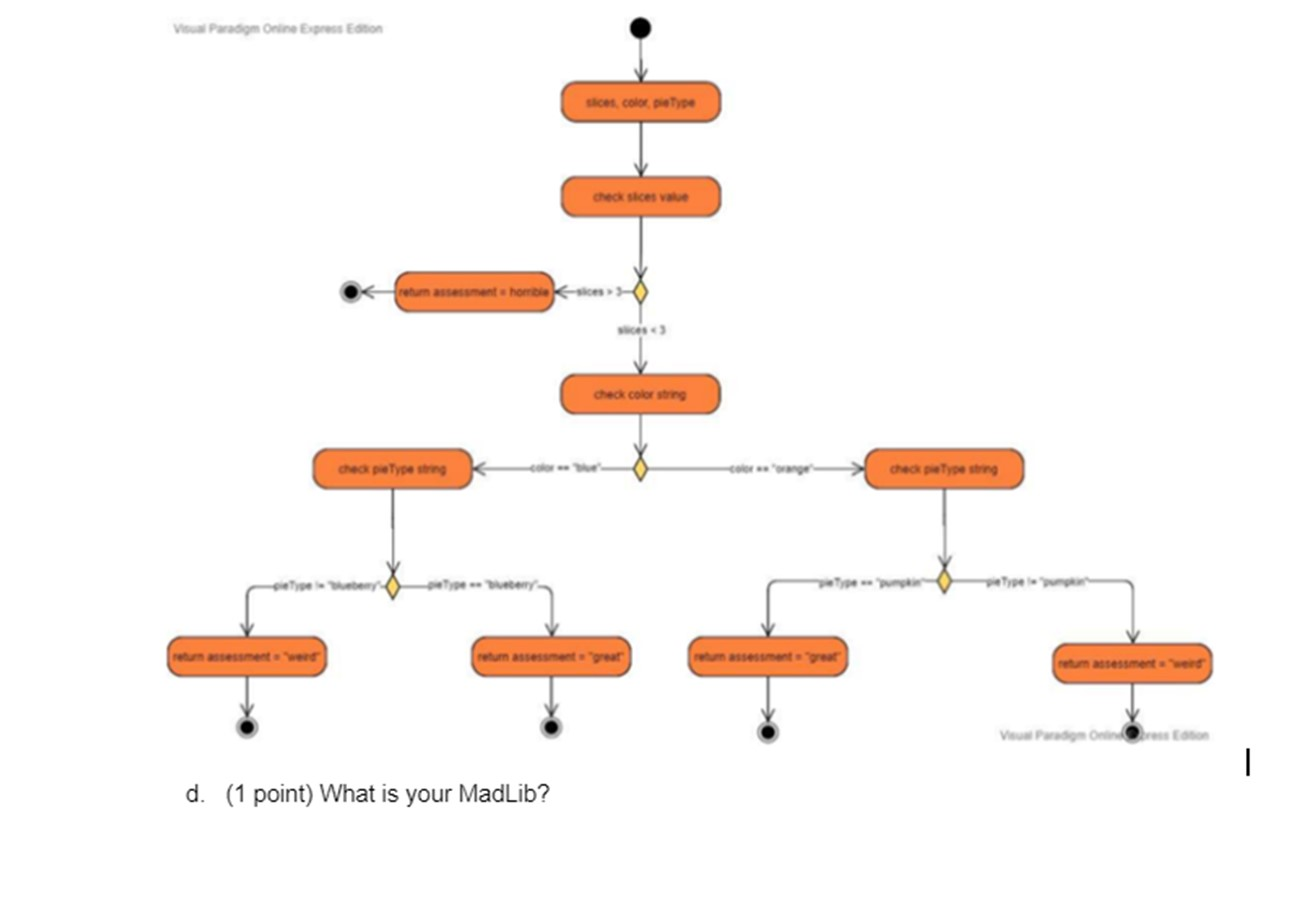 Visual Paradigm Online Express Edition
slices, color, pieType
check slices value
return assessment = horrible
slices > 3
slices < 3
check color string
check pieType string
color == "blue"
color == "orange"
check pieType string
pieType != "blueberry"
pieType == "blueberry"
pieType == "pumpkin"
pieType != "pumpkin"
return assessment = "weird"
return assessment = "great"
return assessment = "great"
return assessment = "weird"
Visual Paradigm Online Express Edition
d. (1 point) What is your MadLib?